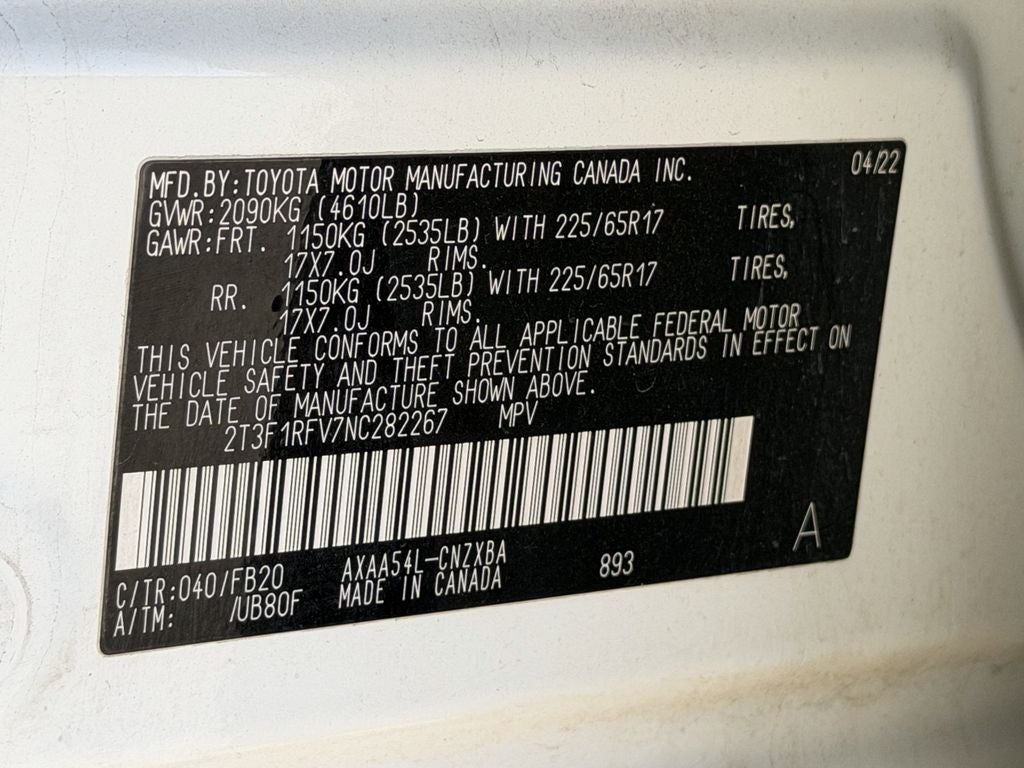 04/22
MFD.BY:TOYOTA MOTOR MANUFACTURING CANADA INC.
GVWR:2090KG (4610LB)
GAWR:FRT. 1150KG (2535LB) WITH 225/65R17 TIRES,
17X7.0J RIMS.
RR. 1150KG (2535LB) WITH 225/65R17 TIRES,
17X7.0J RIMS.
THIS VEHICLE CONFORMS TO ALL APPLICABLE FEDERAL MOTOR
VEHICLE SAFETY AND THEFT PREVENTION STANDARDS IN EFFECT ON
THE DATE OF MANUFACTURE SHOWN ABOVE.
2T3F1RFV7NC282267 MPV
A
C/TR:040/FB20 AXAA54L-CNZXBA 893
A/TM: /UB80F MADE IN CANADA